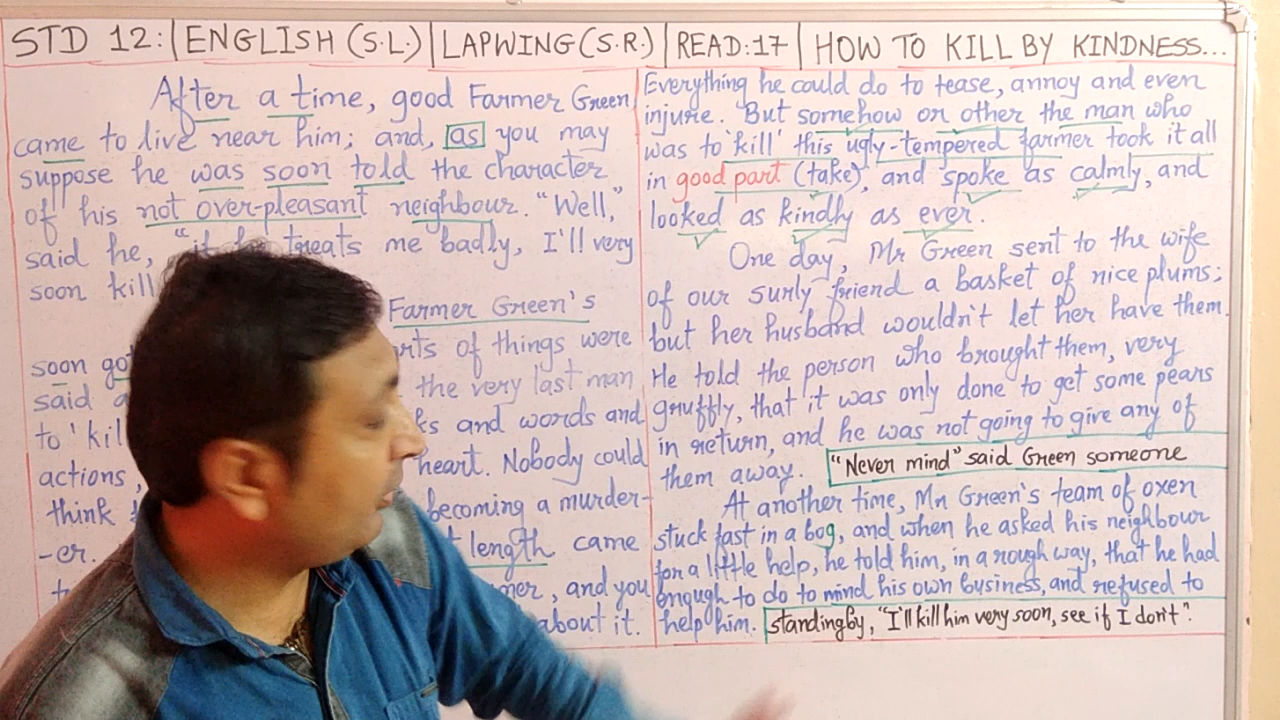 STD 12: | ENGLISH (S.L.) | LAPWING (S.R.) | READ:17 | HOW TO KILL BY KINDNESS...
After a time, good Farmer Green
came to live near him; and, as you may
suppose he was soon told the character
of his not over-pleasant neighbour. "Well,"
said he, "if he treats me badly, I'll very
soon kill
Farmer Green's
soon got rts of things were
said a the very last man
to 'kil ks and words and
actions, heart. Nobody could
think becoming a murder-
-er. t length came
mer, and you
about it.
Everything he could do to tease, annoy and even
injure. But somehow or other the man who
was to 'kill' this ugly-tempered farmer took it all
in good part (take), and spoke as calmly, and
looked as kindly as ever.
One day, Mr Green sent to the wife
of our surly friend a basket of nice plums;
but her husband wouldn't let her have them.
He told the person who brought them, very
gruffly, that it was only done to get some pears
in return, and he was not going to give any of
them away. "Never mind" said Green someone
At another time, Mr Green's team of oxen
stuck fast in a bog, and when he asked his neighbour
for a little help, he told him, in a rough way, that he had
enough to do to mind his own business, and refused to
help him. standing by, "I'll kill him very soon, see if I don't".